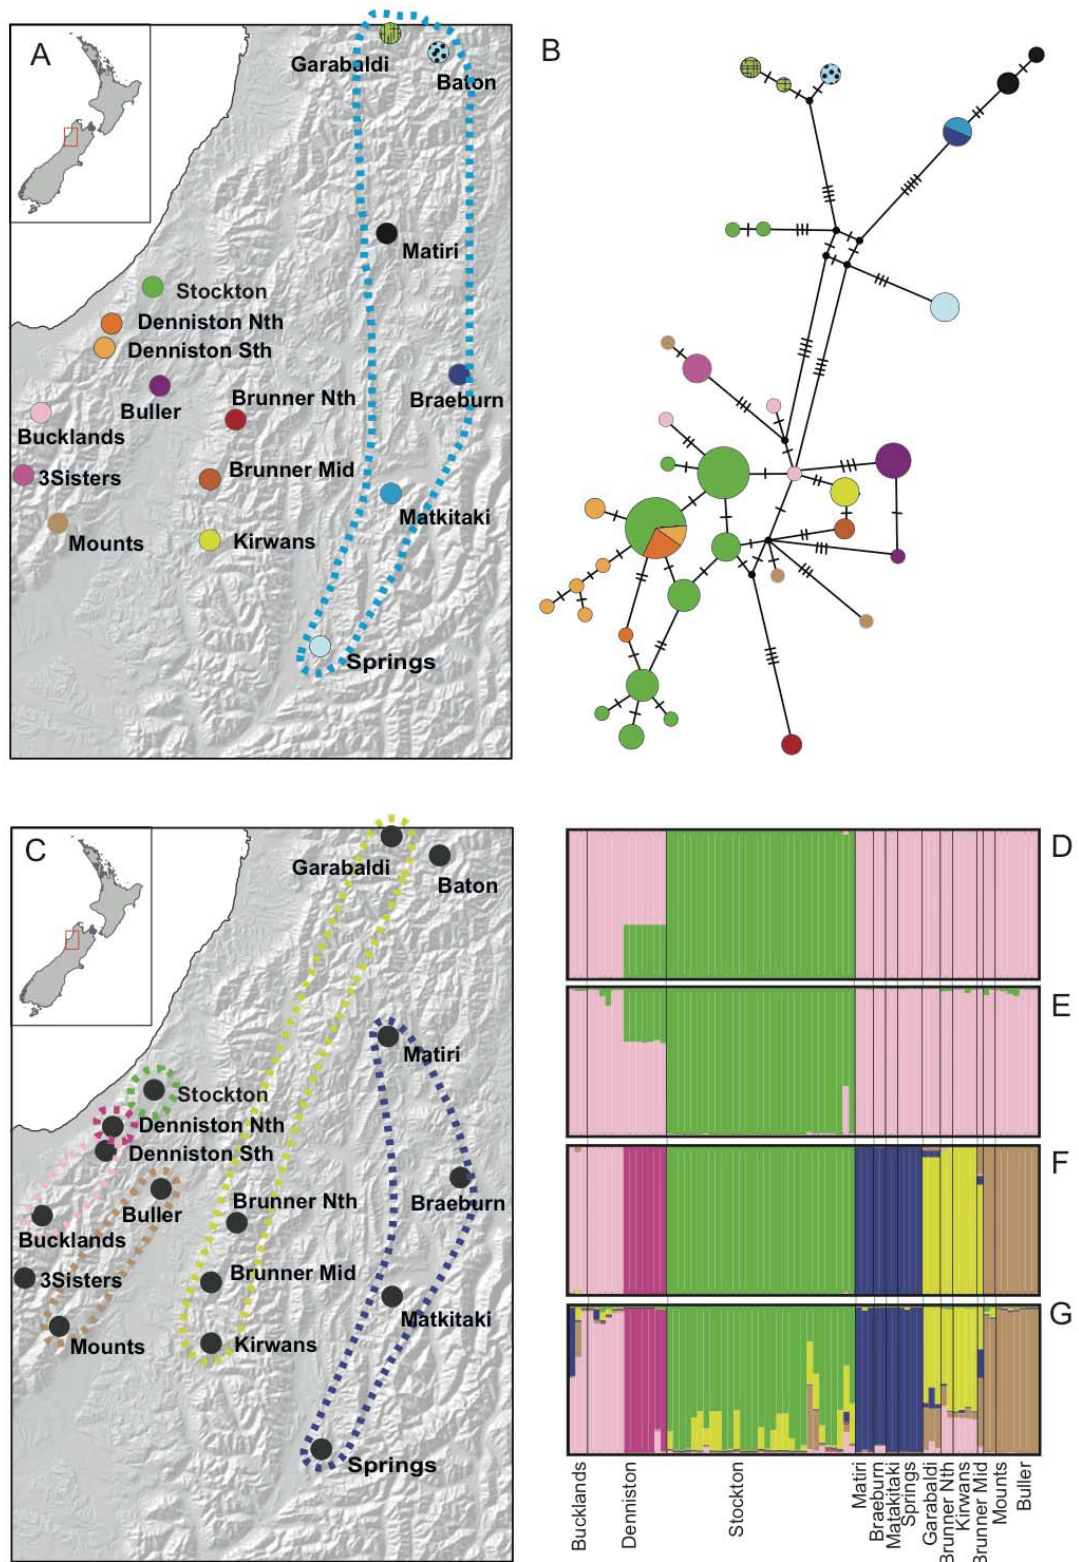 A
Garabaldi
Baton
Matiri
Stockton
Denniston Nth
Denniston Sth
Buller
Brunner Nth
Braeburn
Bucklands
3Sisters
Brunner Mid
Matkitaki
Mounts
Kirwans
Springs
B
C
Garabaldi
Baton
Matiri
Stockton
Denniston Nth
Denniston Sth
Buller
Brunner Nth
Braeburn
Bucklands
3Sisters
Brunner Mid
Matkitaki
Mounts
Kirwans
Springs
D
E
F
G
Bucklands
Denniston
Stockton
Matiri
Braeburn
Matakitaki
Springs
Garabaldi
Brunner Nth
Kirwans
Brunner Mid
Mounts
Buller